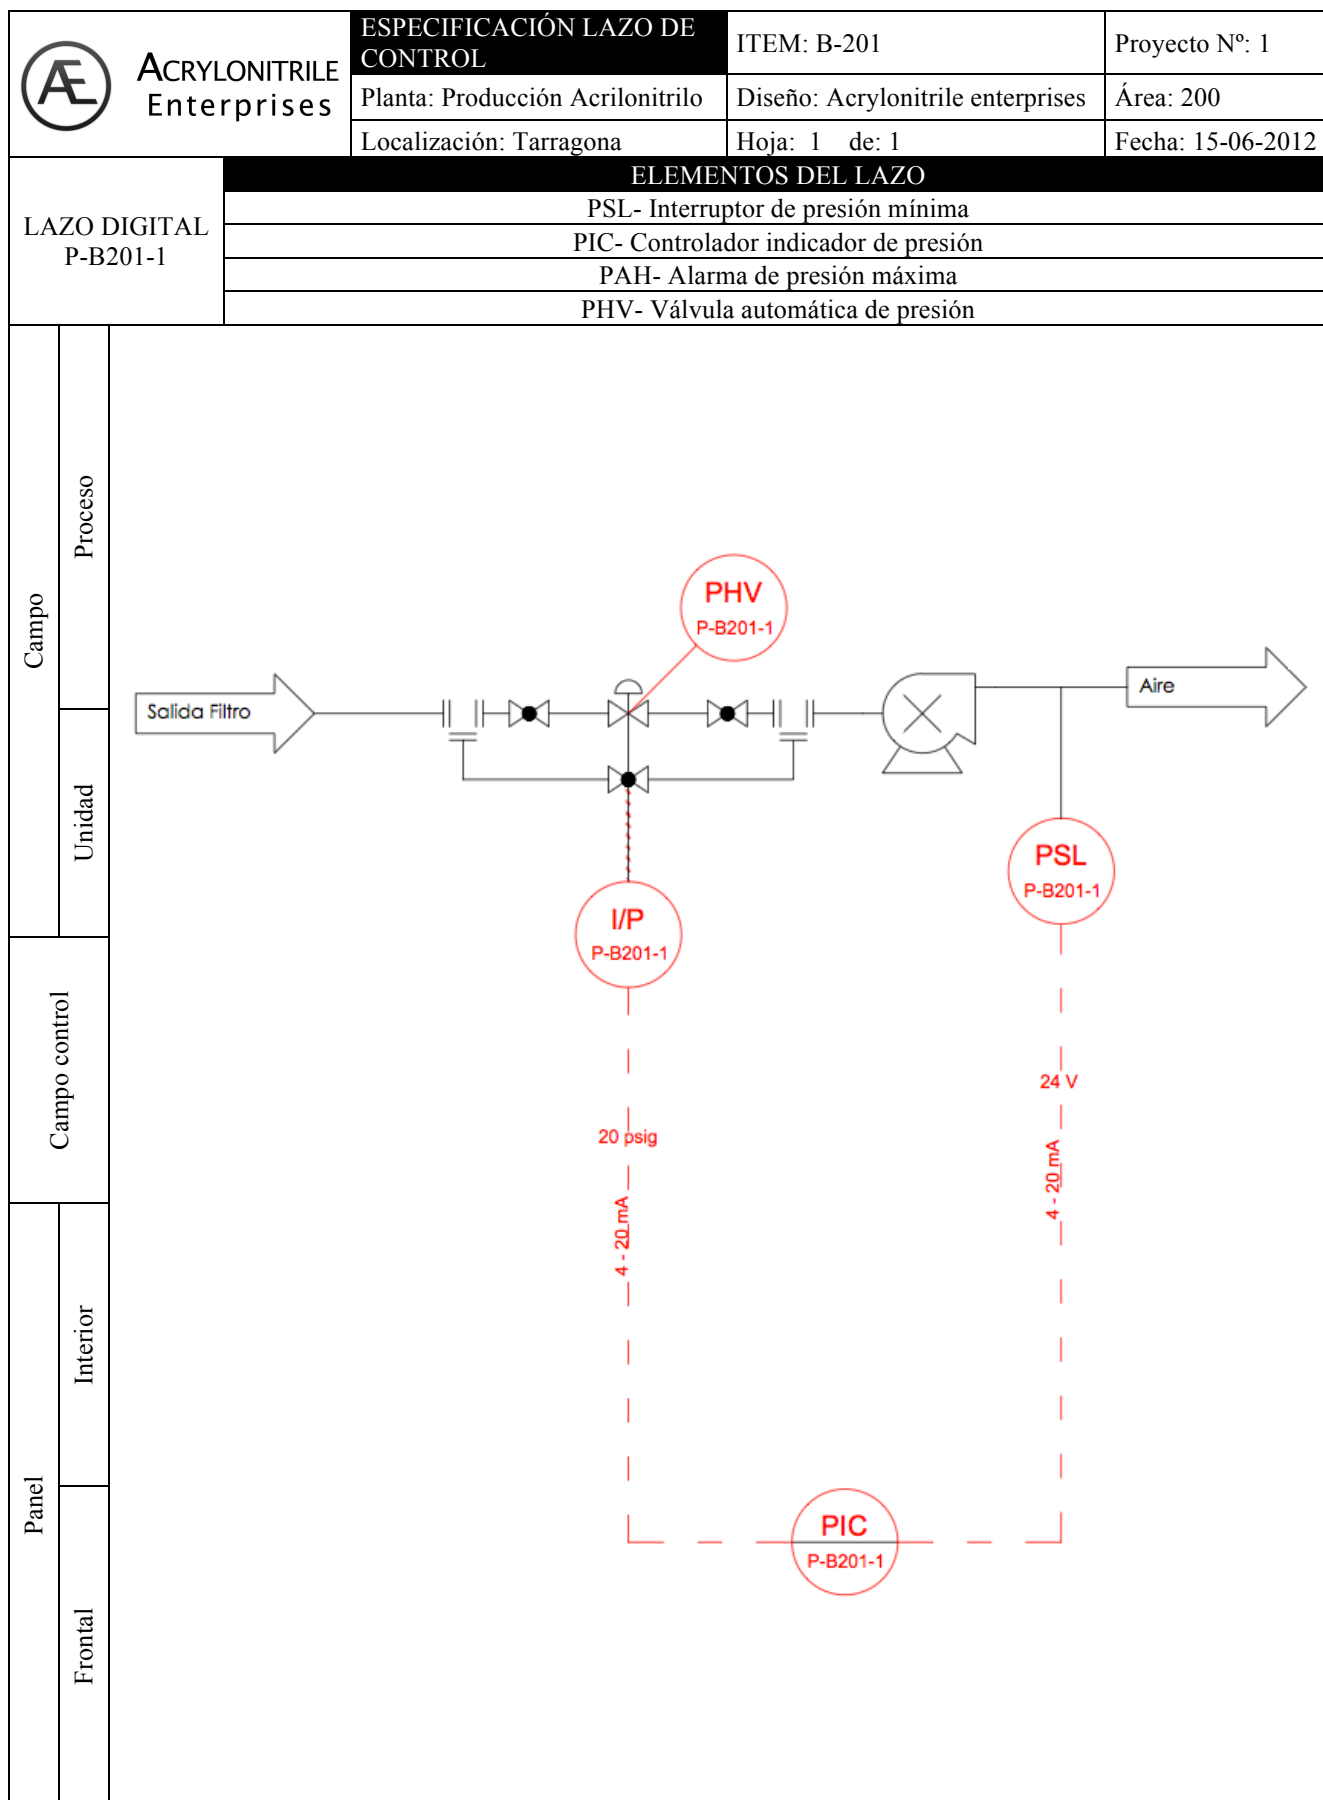 Æ
ACRYLONITRILE
Enterprises
ESPECIFICACIÓN LAZO DE
CONTROL
ITEM: B-201
Proyecto Nº: 1
Planta: Producción Acrilonitrilo
Diseño: Acrylonitrile enterprises
Área: 200
Localización: Tarragona
Hoja: 1 de: 1
Fecha: 15-06-2012
LAZO DIGITAL
P-B201-1
ELEMENTOS DEL LAZO
PSL- Interruptor de presión mínima
PIC- Controlador indicador de presión
PAH- Alarma de presión máxima
PHV- Válvula automática de presión
Campo
Proceso
Unidad
Campo control
Panel
Interior
Frontal
PHV
P-B201-1
Salida Filtro
Aire
PSL
P-B201-1
I/P
P-B201-1
24 V
20 psig
4 - 20 mA
4 - 20 mA
PIC
P-B201-1